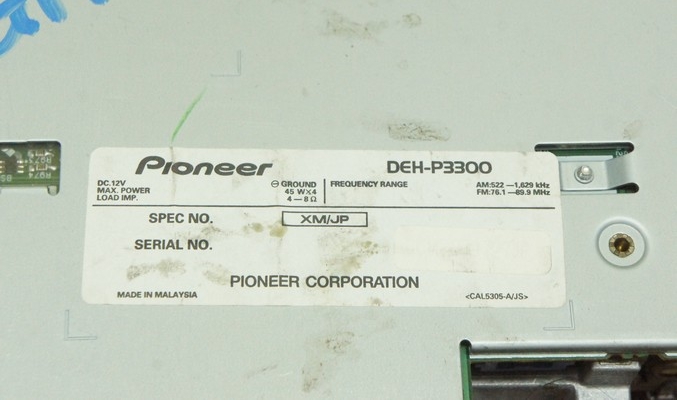 Pioneer DEH-P3300
DC.12V ⊖ GROUND FREQUENCY RANGE AM:522 —1,629 kHz
MAX. POWER 45 W×4 FM:76.1 —89.9 MHz
LOAD IMP. 4 — 8 Ω
SPEC NO. XM/JP
SERIAL NO.
PIONEER CORPORATION
MADE IN MALAYSIA <CAL5305-A/JS>